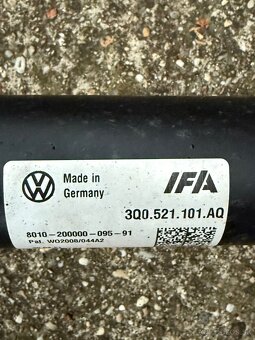 Made in
Germany
IFA
3Q0.521.101.AQ
8010-200000-095-91
Pat. WO2008/044A2